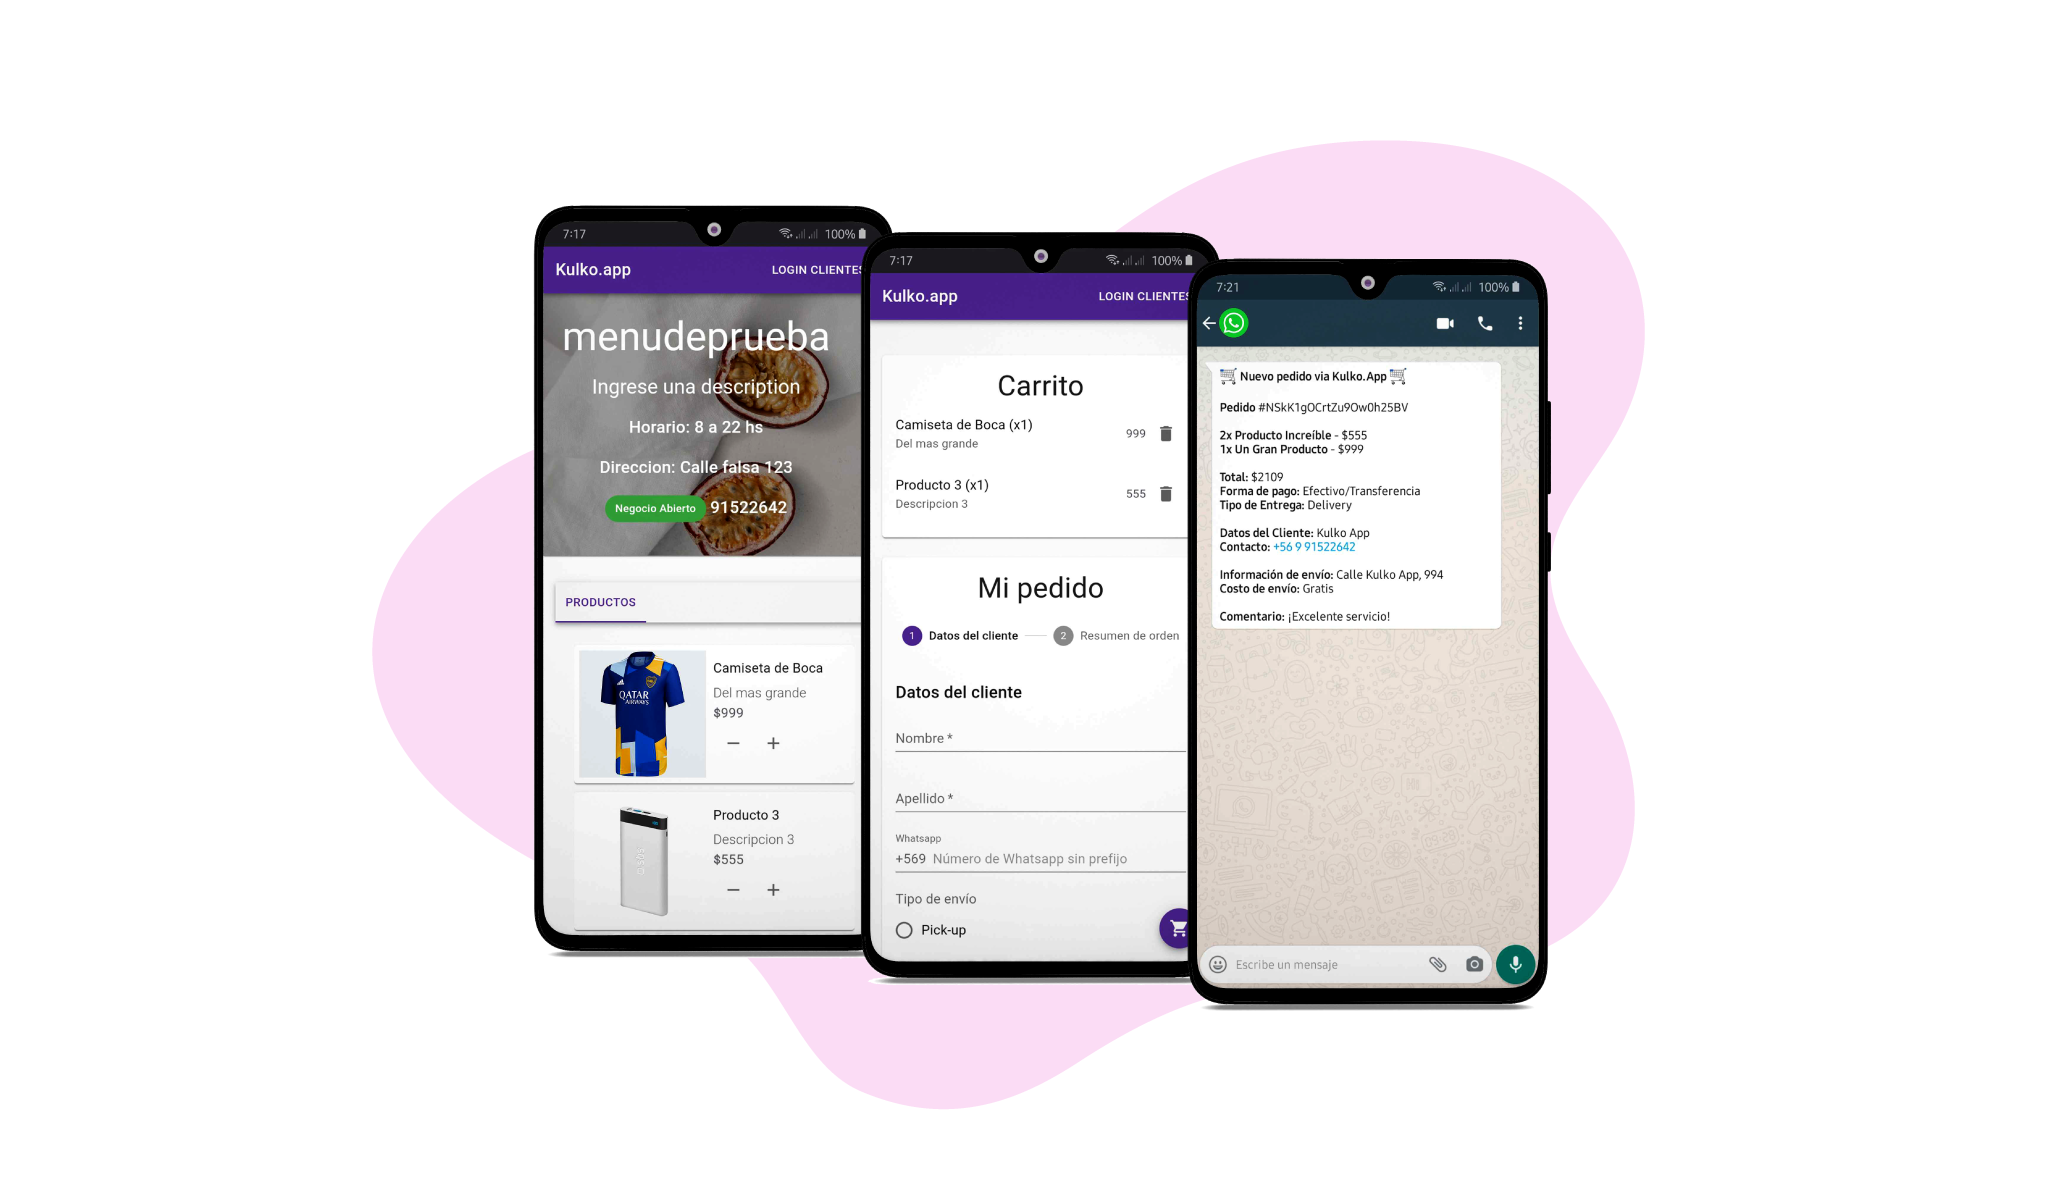 7:17
100%
Kulko.app
LOGIN CLIENTES
menudeprueba
Ingrese una description
Horario: 8 a 22 hs
Direccion: Calle falsa 123
Negocio Abierto 91522642
PRODUCTOS
QATAR
AIRWAYS
Camiseta de Boca
Del mas grande
$999
Producto 3
Descripcion 3
$555
7:17
100%
Kulko.app
LOGIN CLIENTES
Carrito
Camiseta de Boca (x1)
999
Del mas grande
Producto 3 (x1)
555
Descripcion 3
Mi pedido
1 Datos del cliente
2 Resumen de orden
Datos del cliente
Nombre *
Apellido *
Whatsapp
+569 Número de Whatsapp sin prefijo
Tipo de envío
Pick-up
7:21
100%
Nuevo pedido via Kulko.App
Pedido #NSkK1gOCrtZu9Ow0h25BV
2x Producto Increíble - $555
1x Un Gran Producto - $999
Total: $2109
Forma de pago: Efectivo/Transferencia
Tipo de Entrega: Delivery
Datos del Cliente: Kulko App
Contacto: +56 9 91522642
Información de envío: Calle Kulko App, 994
Costo de envío: Gratis
Comentario: ¡Excelente servicio!
Escribe un mensaje